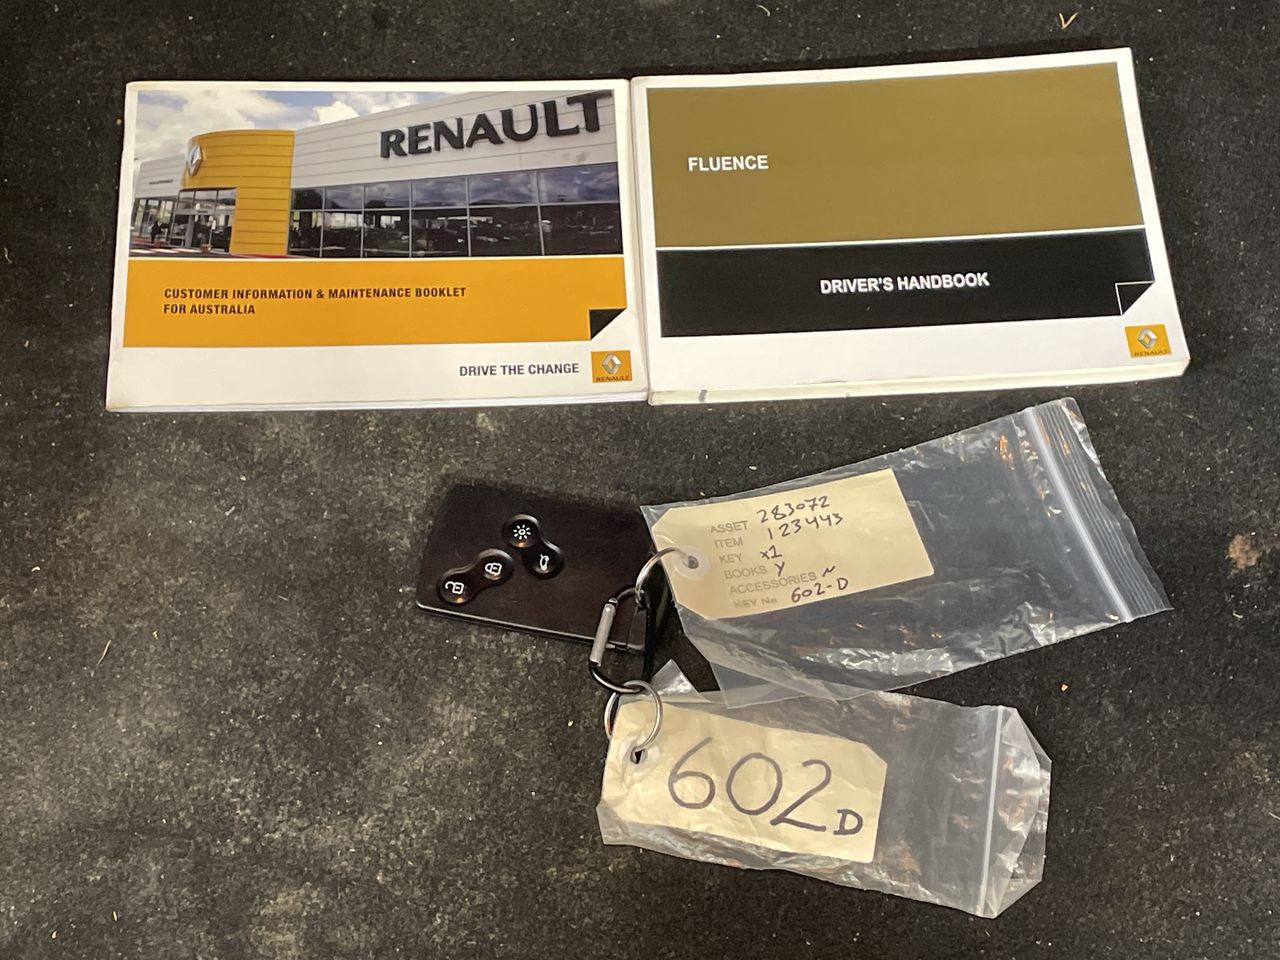 RENAULT
CUSTOMER INFORMATION & MAINTENANCE BOOKLET
FOR AUSTRALIA
DRIVE THE CHANGE
RENAULT
FLUENCE
DRIVER'S HANDBOOK
RENAULT
ASSET 283072
ITEM 123443
KEY x1
BOOKS Y
ACCESSORIES N
KEY No 602-D
602D